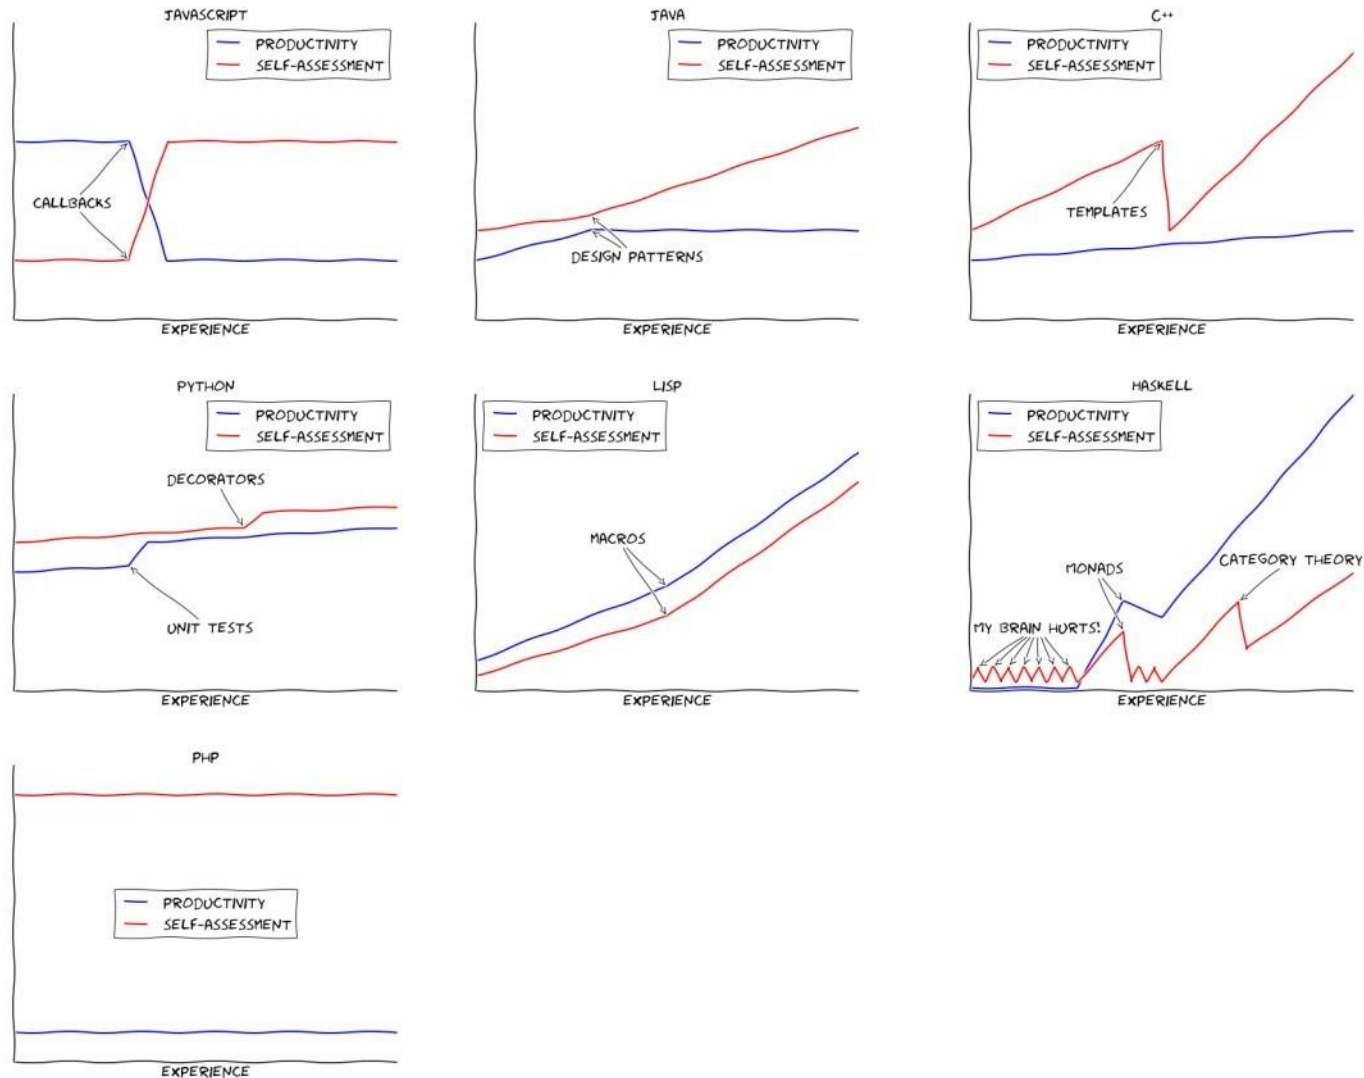 JAVASCRIPT
PRODUCTIVITY
SELF-ASSESSMENT
CALLBACKS
EXPERIENCE
JAVA
PRODUCTIVITY
SELF-ASSESSMENT
DESIGN PATTERNS
EXPERIENCE
C++
PRODUCTIVITY
SELF-ASSESSMENT
TEMPLATES
EXPERIENCE
PYTHON
PRODUCTIVITY
SELF-ASSESSMENT
DECORATORS
UNIT TESTS
EXPERIENCE
LISP
PRODUCTIVITY
SELF-ASSESSMENT
MACROS
EXPERIENCE
HASKELL
PRODUCTIVITY
SELF-ASSESSMENT
CATEGORY THEORY
MONADS
MY BRAIN HURTS!
EXPERIENCE
PHP
PRODUCTIVITY
SELF-ASSESSMENT
EXPERIENCE